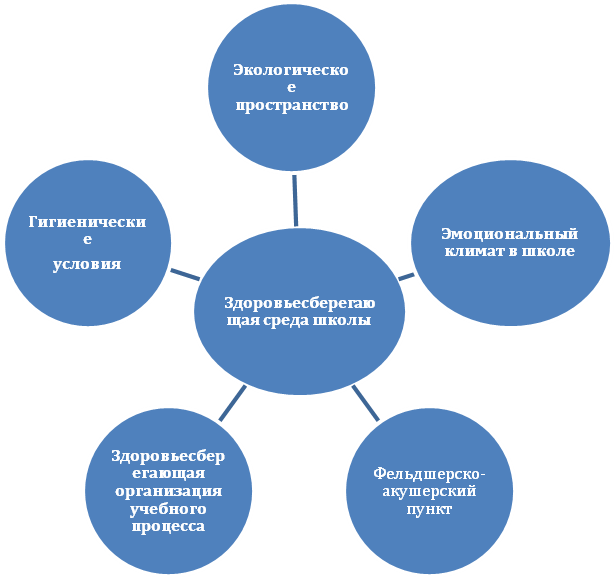 Экологическо
е
пространство
Гигиенически
е
условия
Эмоциональный
климат в школе
Здоровьесберегаю
щая среда школы
Здоровьесбер
егающая
организация
учебного
процесса
Фельдшерско-
акушерский
пункт